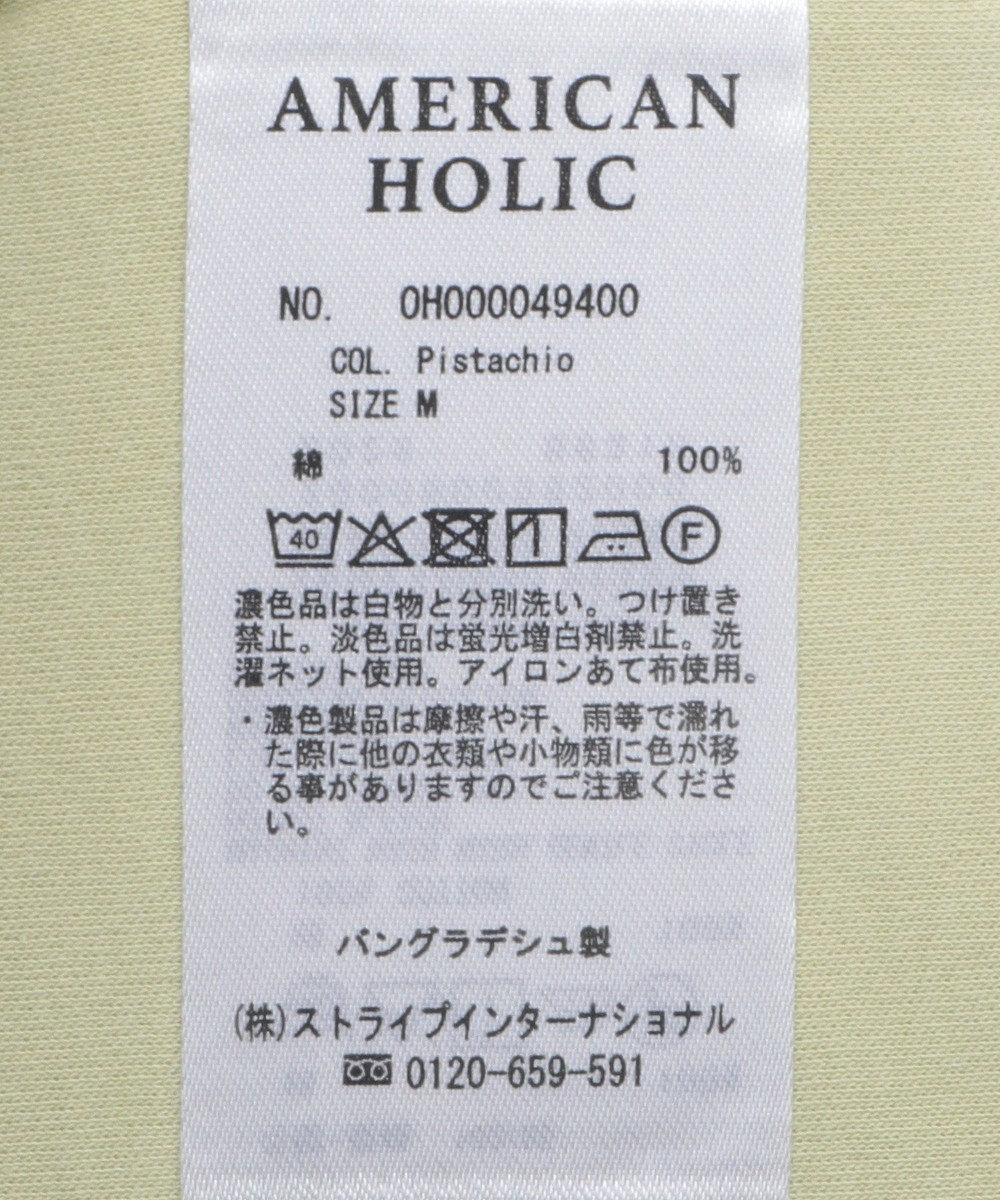 AMERICAN
HOLIC
NO. OH000049400
COL. Pistachio
SIZE M
綿 100%
40 F
濃色品は白物と分別洗い。つけ置き
禁止。淡色品は蛍光増白剤禁止。洗
濯ネット使用。アイロンあて布使用。
・濃色製品は摩擦や汗、雨等で濡れ
た際に他の衣類や小物類に色が移
る事がありますのでご注意くださ
い。
バングラデシュ製
(株)ストライプインターナショナル
0120-659-591